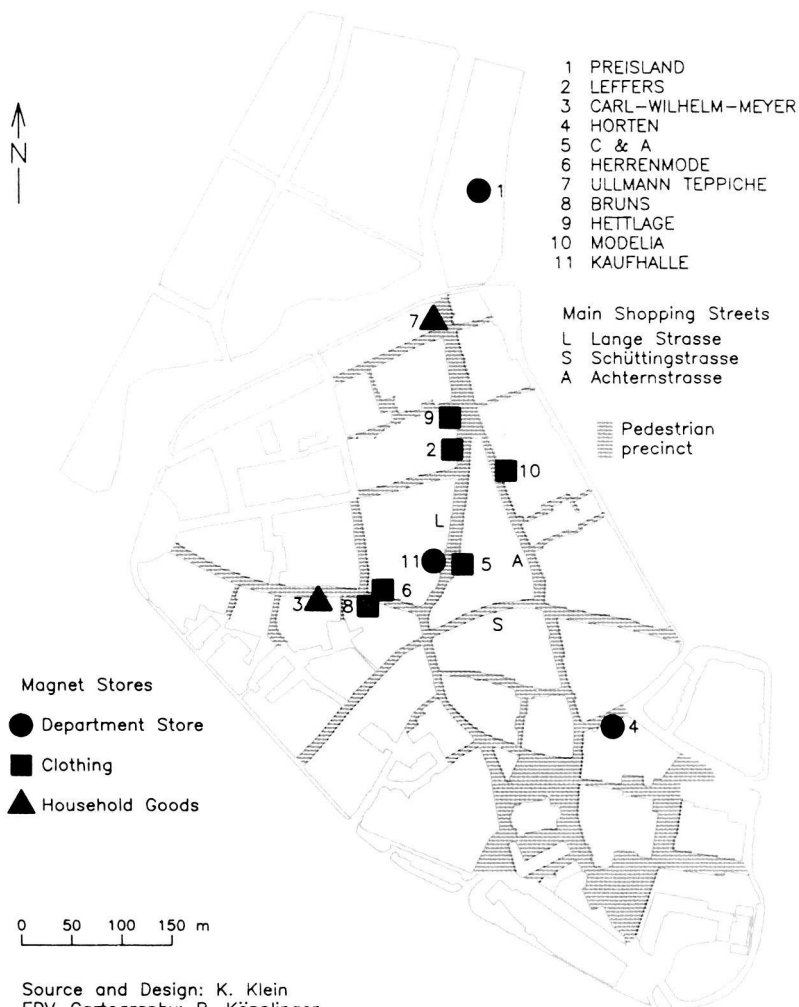 1 PREISLAND
2 LEFFERS
3 CARL-WILHELM-MEYER
4 HORTEN
5 C & A
6 HERRENMODE
7 ULLMANN TEPPICHE
8 BRUNS
9 HETTLAGE
10 MODELIA
11 KAUFHALLE
Main Shopping Streets
L Lange Strasse
S Schüttingstrasse
A Achternstrasse
Pedestrian
precinct
N
1
7
9
2
10
L
11
5
A
6
3
8
S
4
Magnet Stores
Department Store
Clothing
Household Goods
0 50 100 150 m
Source and Design: K. Klein